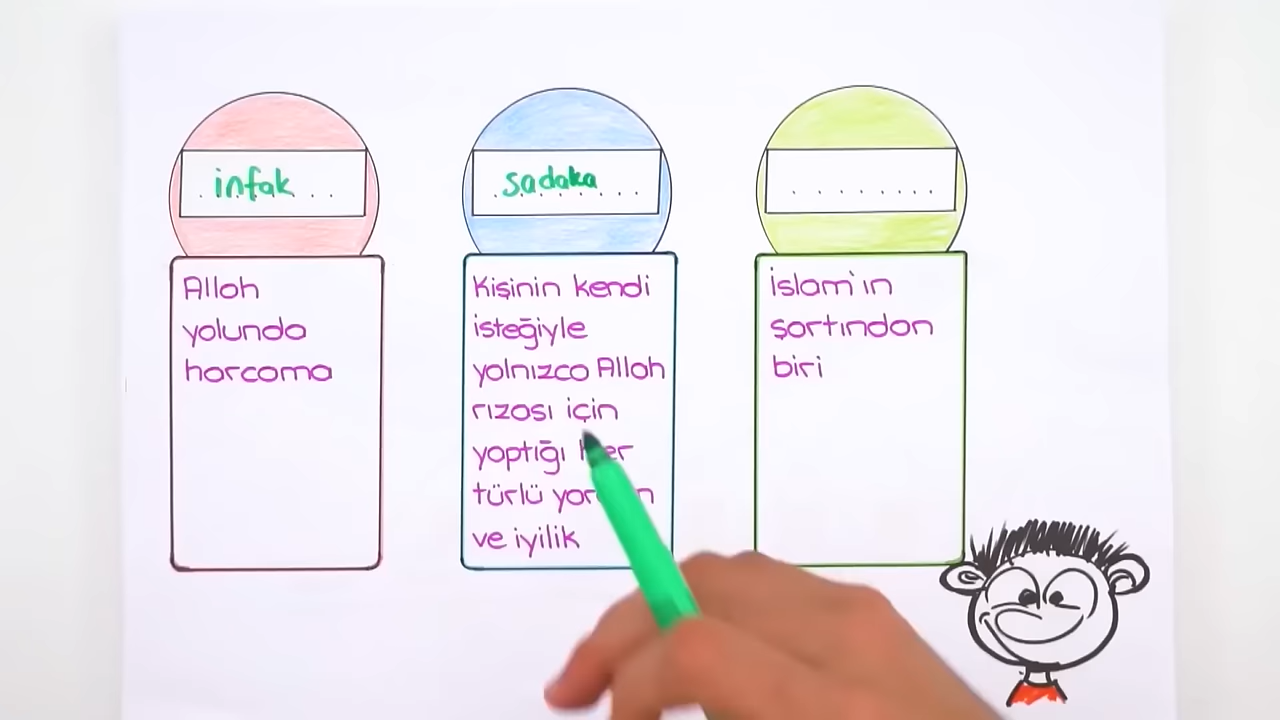 infak
Allah
yolunda
harcama
sadaka
Kişinin kendi
isteğiyle
yalnızca Allah
rızası için
yaptığı her
türlü
ve iyilik
İslam'ın
şartından
biri